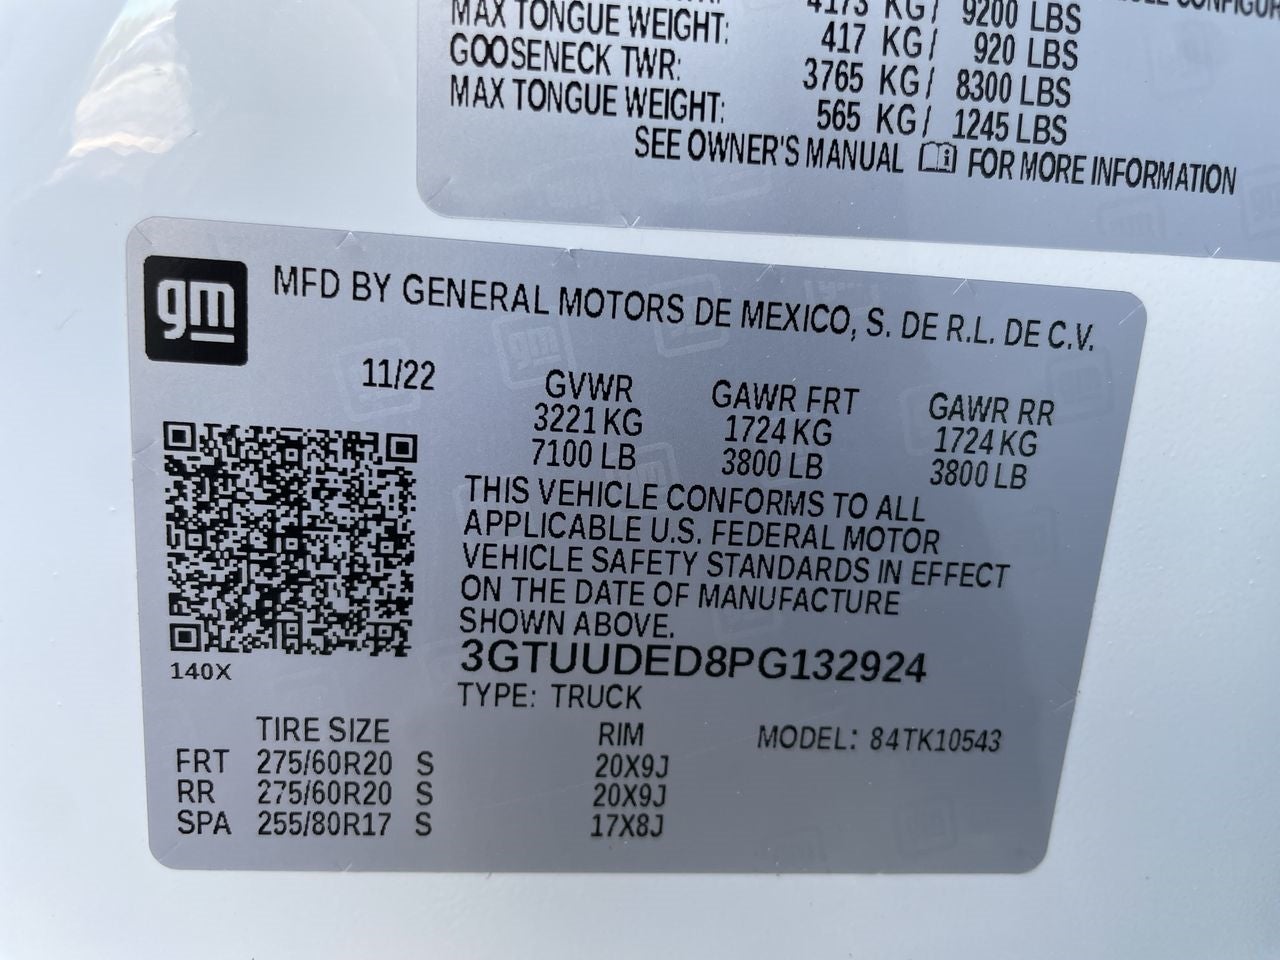 4173 KG/ 9200 LBS
MAX TONGUE WEIGHT: 417 KG/ 920 LBS
GOOSENECK TWR: 3765 KG/ 8300 LBS
MAX TONGUE WEIGHT: 565 KG/ 1245 LBS
SEE OWNER'S MANUAL FOR MORE INFORMATION
gm
MFD BY GENERAL MOTORS DE MEXICO, S. DE R.L. DE C.V.
11/22
GVWR GAWR FRT GAWR RR
3221 KG 1724 KG 1724 KG
7100 LB 3800 LB 3800 LB
THIS VEHICLE CONFORMS TO ALL
APPLICABLE U.S. FEDERAL MOTOR
VEHICLE SAFETY STANDARDS IN EFFECT
ON THE DATE OF MANUFACTURE
SHOWN ABOVE.
140X
3GTUUDED8PG132924
TYPE: TRUCK
TIRE SIZE RIM MODEL: 84TK10543
FRT 275/60R20 S 20X9J
RR 275/60R20 S 20X9J
SPA 255/80R17 S 17X8J